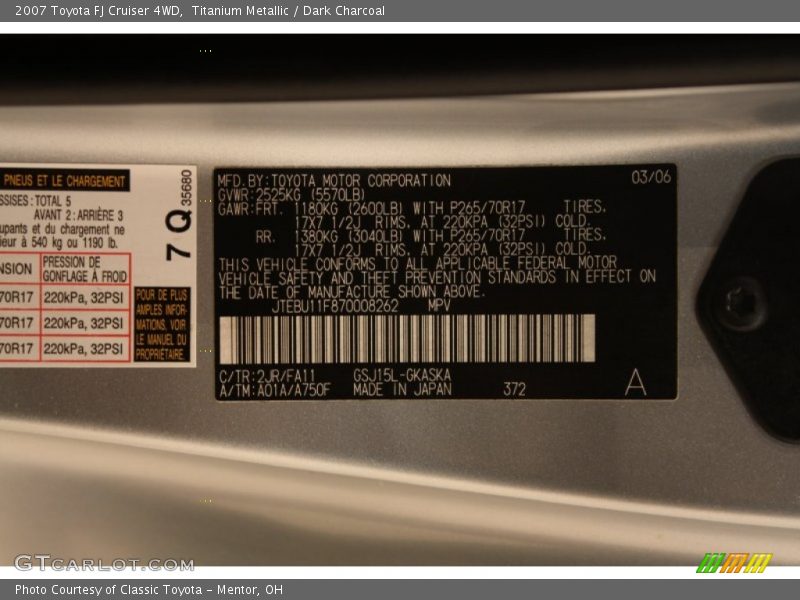 2007 Toyota FJ Cruiser 4WD, Titanium Metallic / Dark Charcoal
PNEUS ET LE CHARGEMENT
SSISES: TOTAL 5
AVANT 2: ARRIÈRE 3
upants et du chargement ne
ieur à 540 kg ou 1190 lb.
NSION PRESSION DE GONFLAGE À FROID
70R17 220kPa, 32PSI
70R17 220kPa, 32PSI
70R17 220kPa, 32PSI
POUR DE PLUS
AMPLES INFOR-
MATIONS, VOIR
LE MANUEL DU
PROPRIÉTAIRE.
7 Q 35680
MFD. BY: TOYOTA MOTOR CORPORATION 03/06
GVWR: 2525KG (5570LB)
GAWR: FRT. 1180KG (2600LB) WITH P265/70R17 TIRES.
17X7 1/2J RIMS. AT 220KPA (32PSI) COLD.
RR. 1380KG (3040LB) WITH P265/70R17 TIRES.
17X7 1/2J RIMS. AT 220KPA (32PSI) COLD.
THIS VEHICLE CONFORMS TO ALL APPLICABLE FEDERAL MOTOR
VEHICLE SAFETY AND THEFT PREVENTION STANDARDS IN EFFECT ON
THE DATE OF MANUFACTURE SHOWN ABOVE.
JTEBU11F870008262 MPV
C/TR: 2JR/FA11 GSJ15L-GKASKA
A/TM: A01A/A750F MADE IN JAPAN 372 A
GTCARLOT.COM
Photo Courtesy of Classic Toyota - Mentor, OH